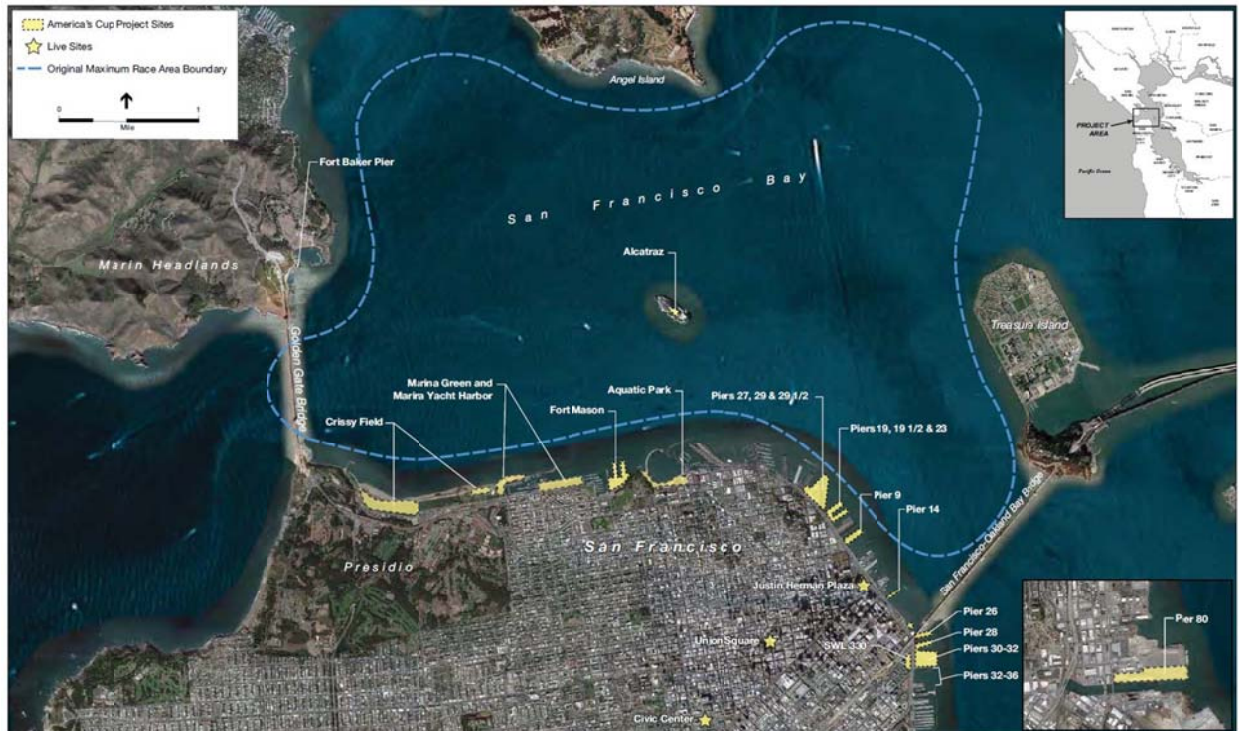 America's Cup Project Sites
Live Sites
Original Maximum Race Area Boundary
0 1
Mile
Angel Island
PROJECT
AREA
Pacific Ocean
Fort Baker Pier
San Francisco Bay
Marin Headlands
Alcatraz
Treasure Island
Golden Gate Bridge
Marina Green and
Marira Yacht Harbor
Aquatic Park
Piers 27, 29 & 29 1/2
Fort Mason
Crissy Field
Piers 19, 19 1/2 & 23
Pier 9
Pier 14
San Francisco
Presidio
San Francisco-Oakland Bay Bridge
Justin Herman Plaza
Pier 26
Pier 28
Union Square
SWL 330
Piers 30-32
Piers 32-36
Pier 80
Civic Center